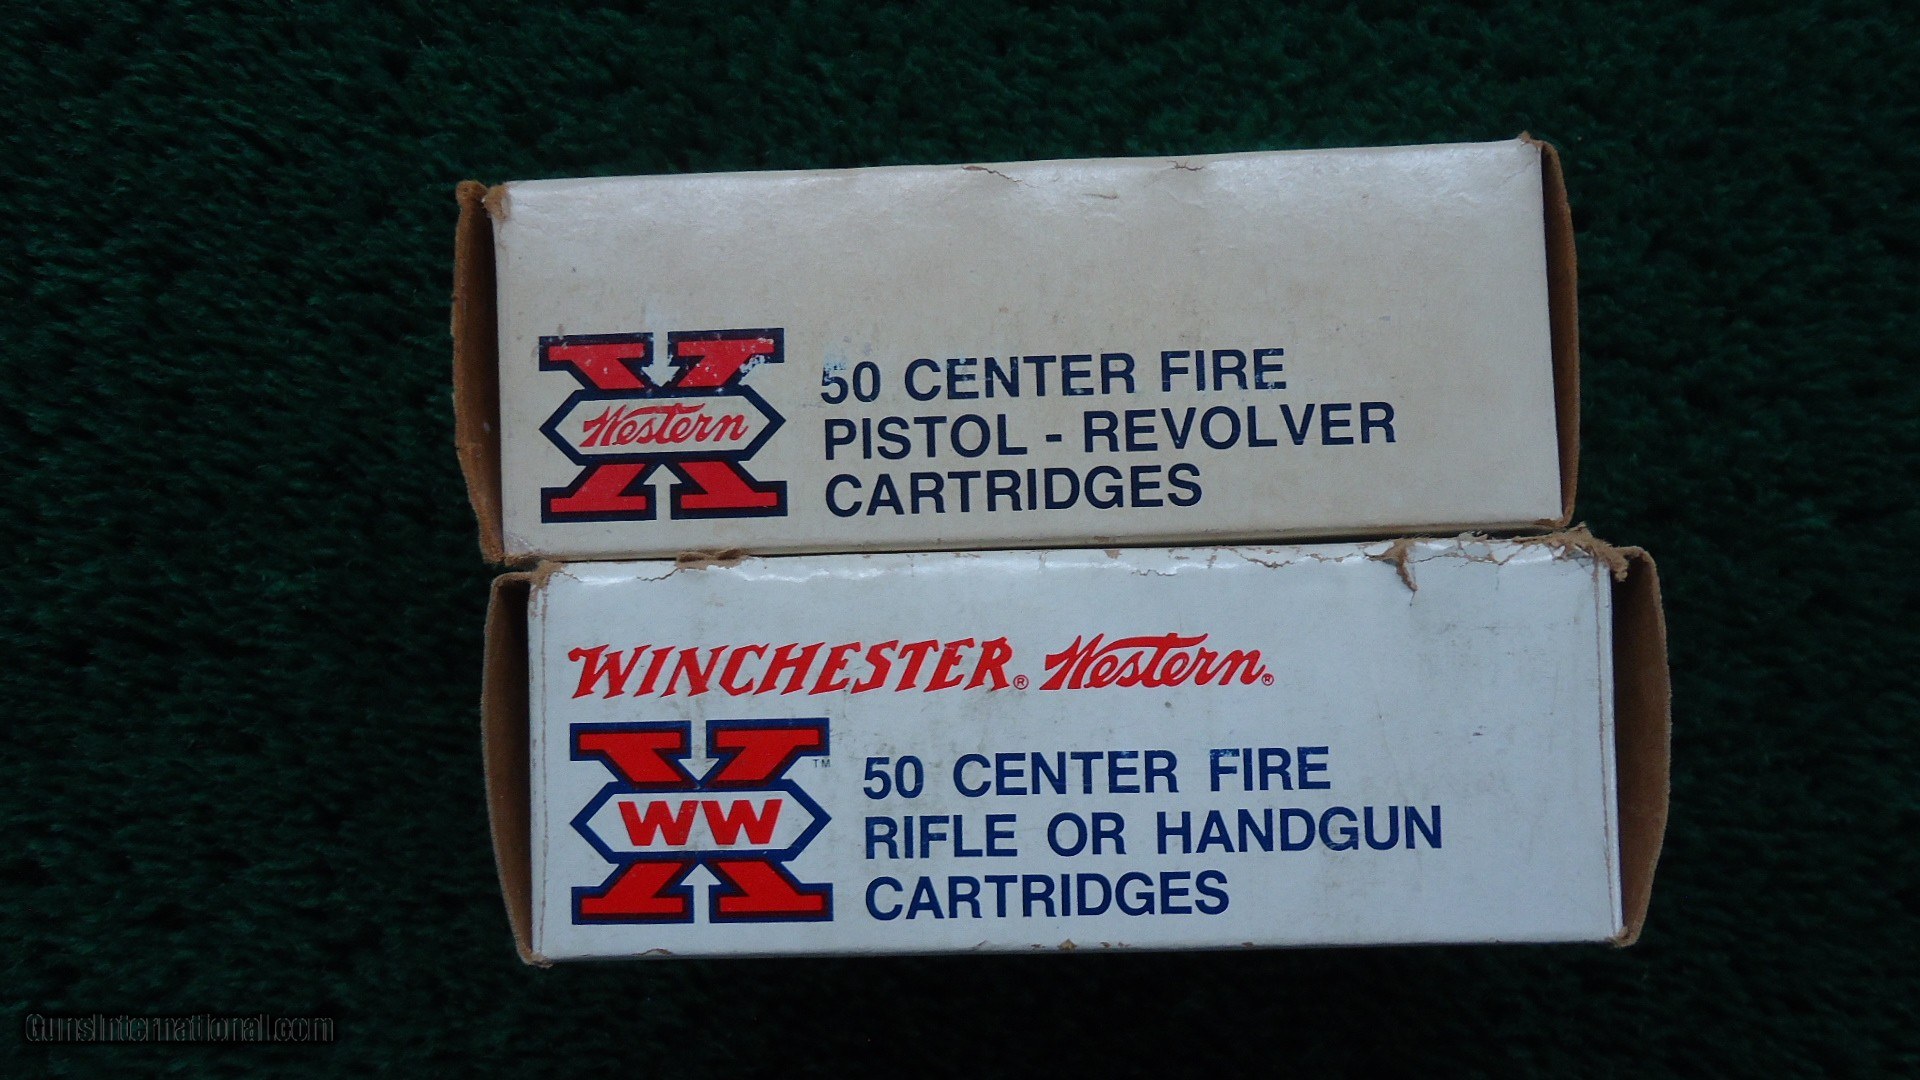 Western
50 CENTER FIRE
PISTOL - REVOLVER
CARTRIDGES
WINCHESTER® Western®
WW
TM
50 CENTER FIRE
RIFLE OR HANDGUN
CARTRIDGES
GunsInternational.com